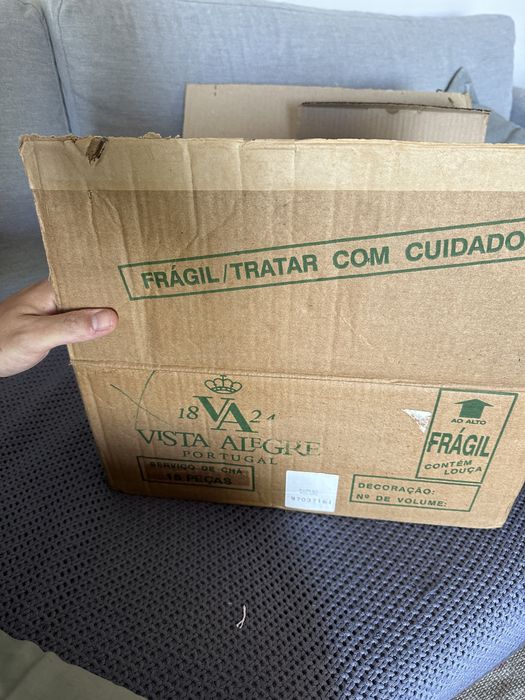 FRÁGIL/TRATAR COM CUIDADO
18 VA 24
VISTA ALEGRE
PORTUGAL
SERVIÇO DE CHÁ
15 PEÇAS
AO ALTO
FRÁGIL
CONTÉM
LOUÇA
DECORAÇÃO:
Nº DE VOLUME: